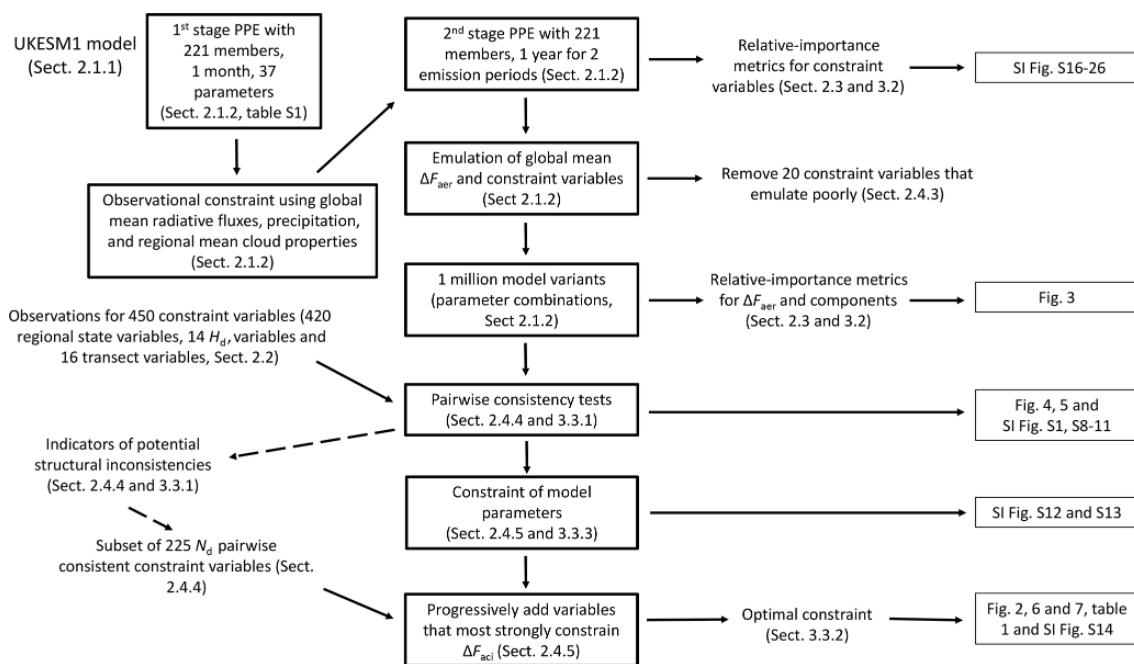 UKESM1 model
(Sect. 2.1.1)
1st stage PPE with
221 members,
1 month, 37
parameters
(Sect. 2.1.2, table S1)
2nd stage PPE with 221
members, 1 year for 2
emission periods (Sect. 2.1.2)
Relative-importance
metrics for constraint
variables (Sect. 2.3 and 3.2)
SI Fig. S16-26
Observational constraint using global
mean radiative fluxes, precipitation,
and regional mean cloud properties
(Sect. 2.1.2)
Emulation of global mean
ΔFaer and constraint variables
(Sect 2.1.2)
Remove 20 constraint variables that
emulate poorly (Sect. 2.4.3)
1 million model variants
(parameter combinations,
Sect 2.1.2)
Relative-importance metrics
for ΔFaer and components
(Sect. 2.3 and 3.2)
Fig. 3
Observations for 450 constraint variables (420
regional state variables, 14 Hd, variables and
16 transect variables, Sect. 2.2)
Pairwise consistency tests
(Sect. 2.4.4 and 3.3.1)
Fig. 4, 5 and
SI Fig. S1, S8-11
Indicators of potential
structural inconsistencies
(Sect. 2.4.4 and 3.3.1)
Constraint of model
parameters
(Sect. 2.4.5 and 3.3.3)
SI Fig. S12 and S13
Subset of 225 Nd pairwise
consistent constraint variables (Sect.
2.4.4)
Progressively add variables
that most strongly constrain
ΔFaci (Sect. 2.4.5)
Optimal constraint
(Sect. 3.3.2)
Fig. 2, 6 and 7, table
1 and SI Fig. S14